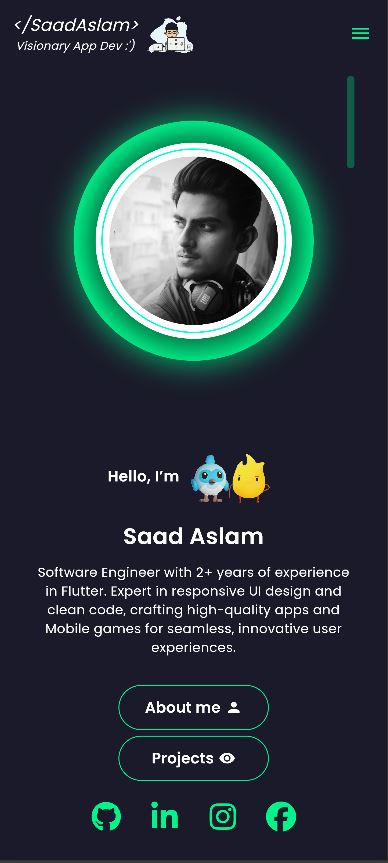 </SaadAslam>
Visionary App Dev :')
Hello, I'm
Saad Aslam
Software Engineer with 2+ years of experience
in Flutter. Expert in responsive UI design and
clean code, crafting high-quality apps and
Mobile games for seamless, innovative user
experiences.
About me
Projects
in